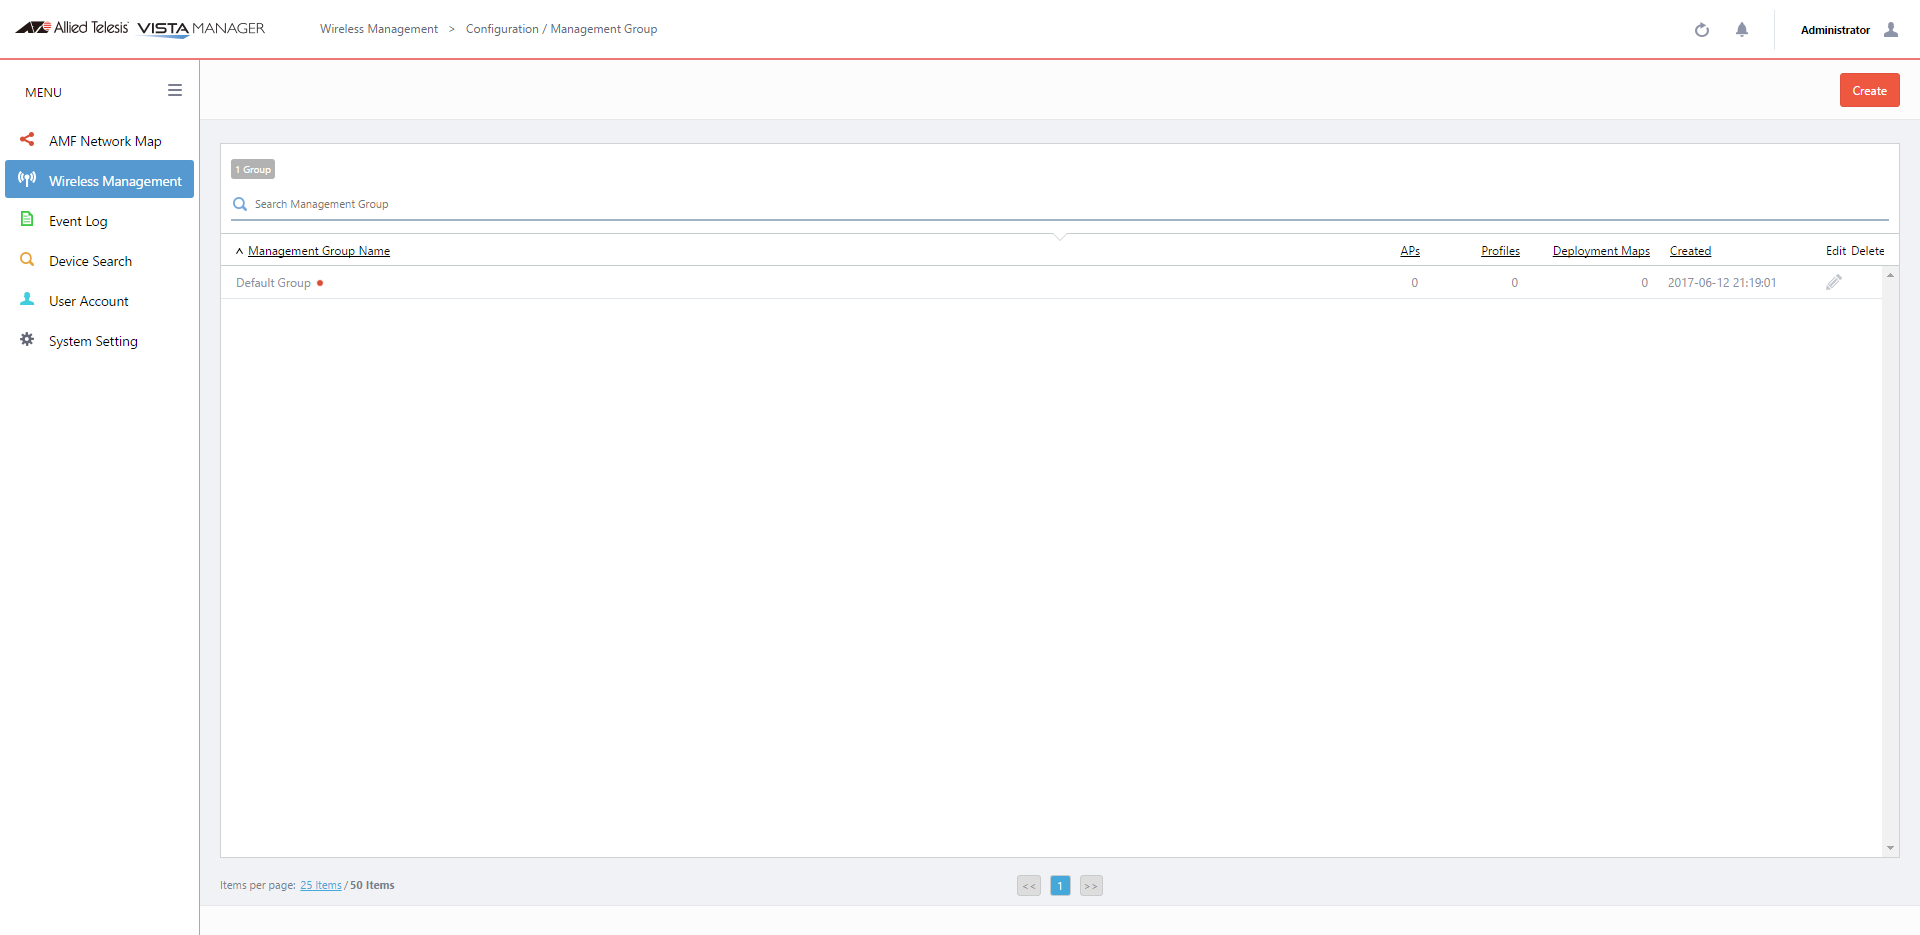 Allied Telesis VISTA MANAGER
Wireless Management > Configuration / Management Group
Administrator
MENU
AMF Network Map
Wireless Management
Event Log
Device Search
User Account
System Setting
Create
1 Group
Search Management Group
Management Group Name APs Profiles Deployment Maps Created Edit Delete
Default Group 0 0 0 2017-06-12 21:19:01
Items per page: 25 Items / 50 Items
<< 1 >>